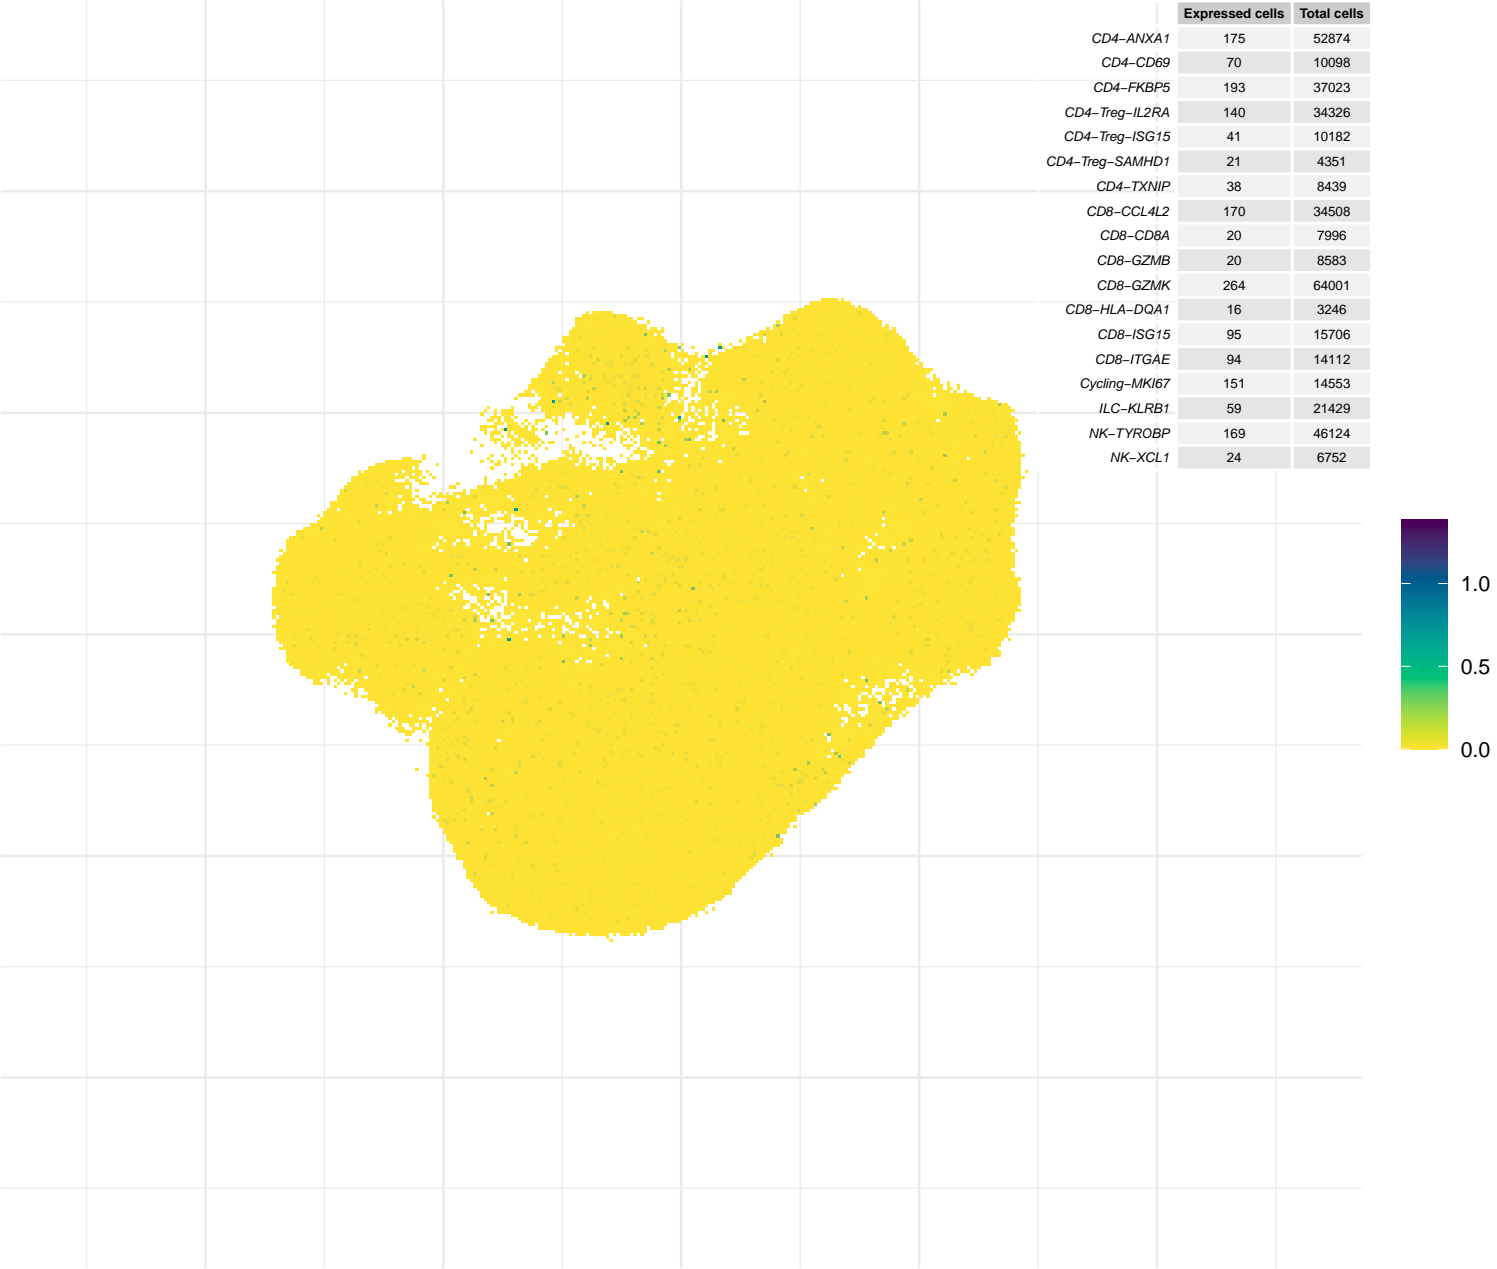 Expressed cells Total cells
CD4−ANXA1 175 52874
CD4−CD69 70 10098
CD4−FKBP5 193 37023
CD4−Treg−IL2RA 140 34326
CD4−Treg−ISG15 41 10182
CD4−Treg−SAMHD1 21 4351
CD4−TXNIP 38 8439
CD8−CCL4L2 170 34508
CD8−CD8A 20 7996
CD8−GZMB 20 8583
CD8−GZMK 264 64001
CD8−HLA−DQA1 16 3246
CD8−ISG15 95 15706
CD8−ITGAE 94 14112
Cycling−MKI67 151 14553
ILC−KLRB1 59 21429
NK−TYROBP 169 46124
NK−XCL1 24 6752
1.0
0.5
0.0